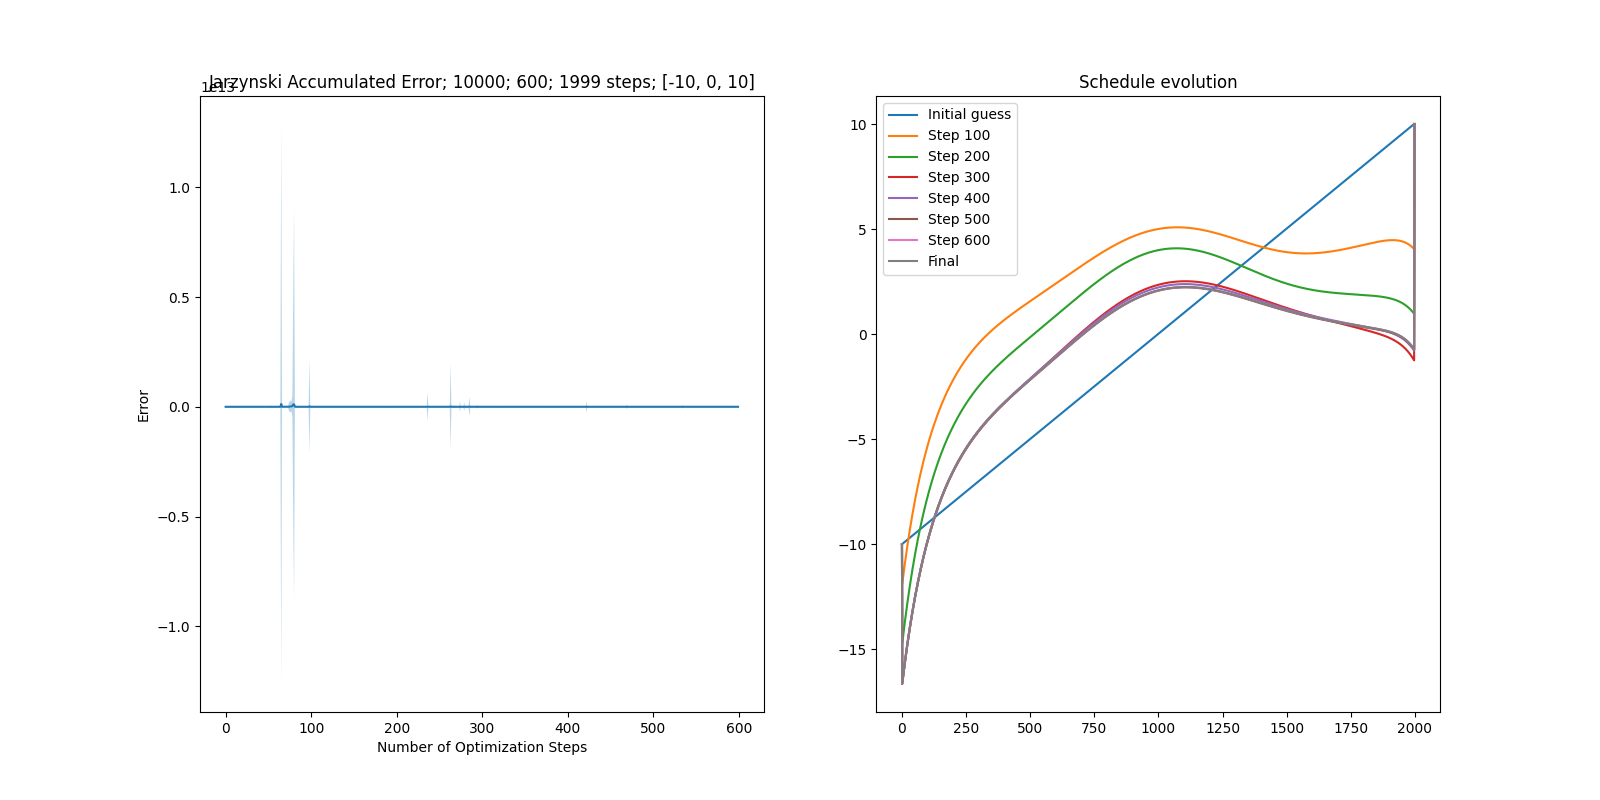 Jarzynski Accumulated Error; 10000; 600; 1999 steps; [-10, 0, 10]
1.0
0.5
0.0
−0.5
−1.0
Error
0 100 200 300 400 500 600
Number of Optimization Steps
Schedule evolution
Initial guess
Step 100
Step 200
Step 300
Step 400
Step 500
Step 600
Final
10
5
0
−5
−10
−15
0 250 500 750 1000 1250 1500 1750 2000